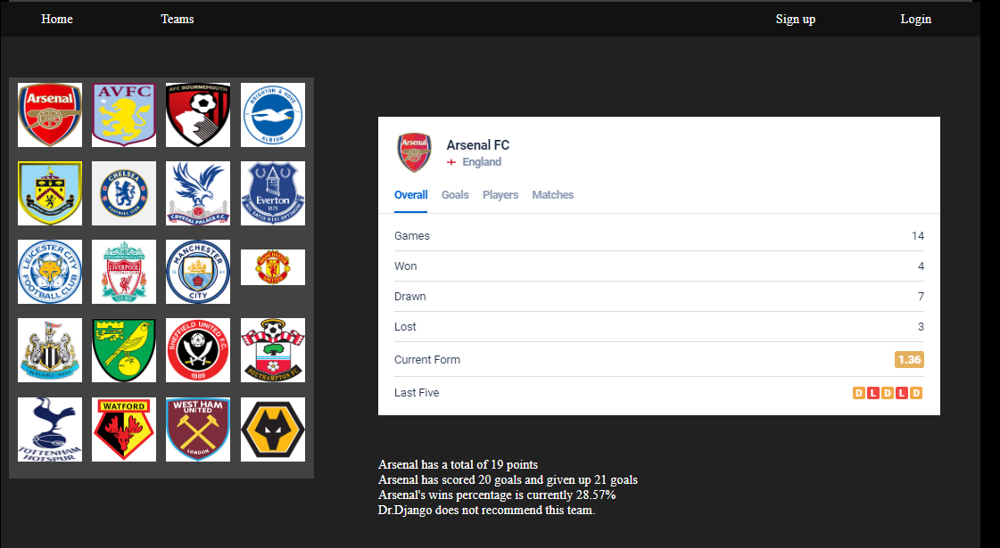 Home Teams Sign up Login
Arsenal
AVFC
AFC BOURNEMOUTH
BRIGHTON & HOVE
ALBION
CHELSEA
FOOTBALL CLUB
CRYSTAL PALACE F.C.
Everton
1878
LEICESTER CITY
FOOTBALL CLUB
LIVERPOOL
MANCHESTER
CITY
MANCHESTER
UNITED
SHEFFIELD UNITED F.C.
1889
SOUTHAMPTON FC
TOTTENHAM
HOTSPUR
WATFORD
WEST HAM
UNITED
LONDON
Arsenal
Arsenal FC
England
Overall Goals Players Matches
Games 14
Won 4
Drawn 7
Lost 3
Current Form 1.36
Last Five D L D L D
Arsenal has a total of 19 points
Arsenal has scored 20 goals and given up 21 goals
Arsenal's wins percentage is currently 28.57%
Dr.Django does not recommend this team.